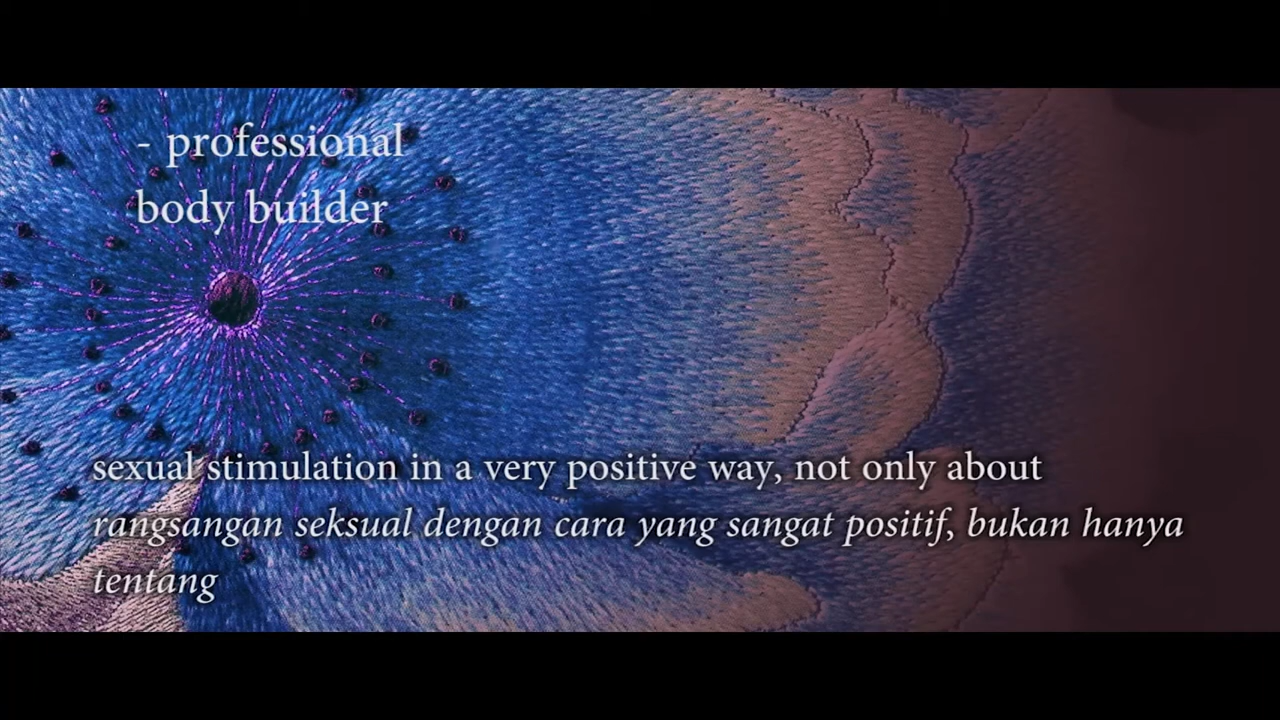 - professional
body builder
sexual stimulation in a very positive way, not only about
rangsangan seksual dengan cara yang sangat positif, bukan hanya
tentang